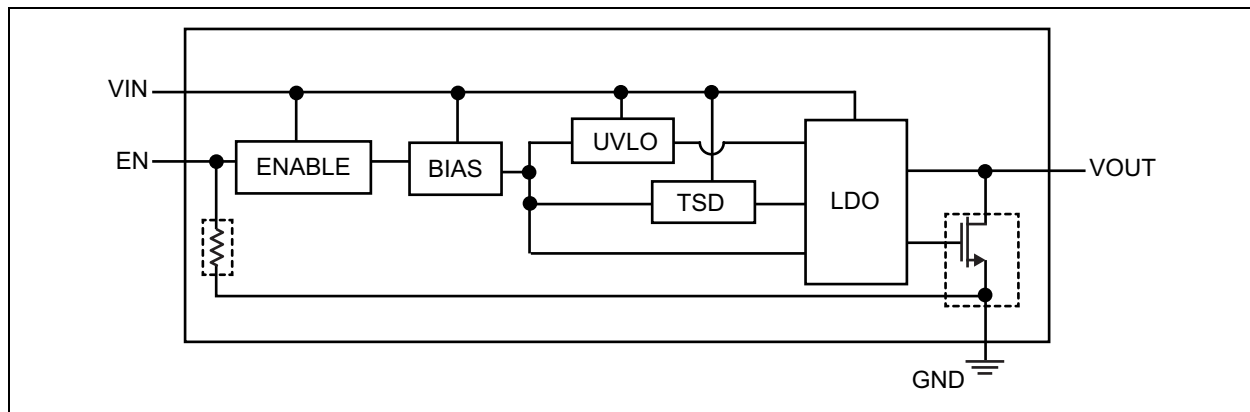 VIN
EN
ENABLE
BIAS
UVLO
TSD
LDO
VOUT
GND